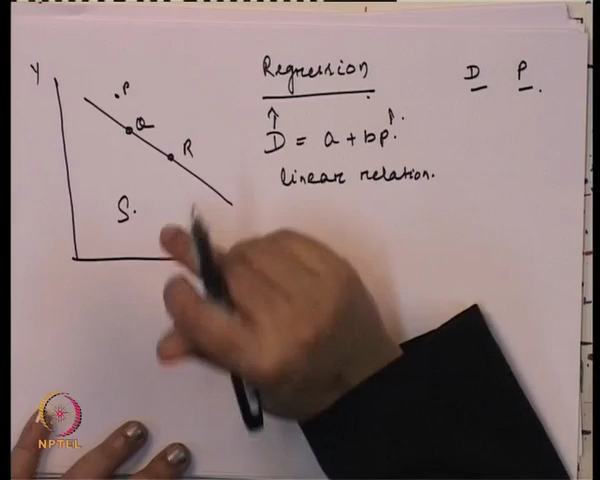 Regression
D P
Y
P
Q
D = a + bp.
R
linear relation.
S.
NPTEL